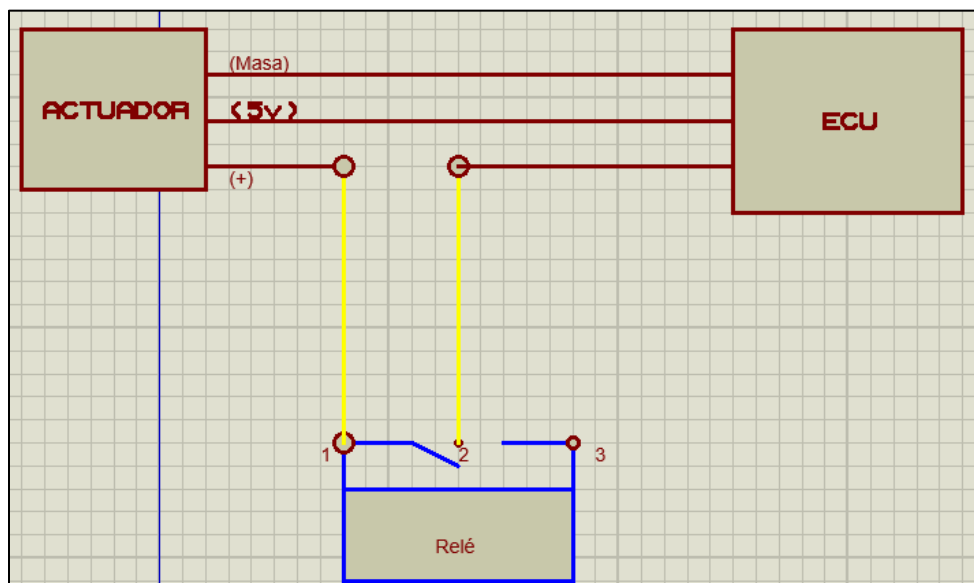 (Masa)
ACTUADOR
(5v)
ECU
(+)
1
2
3
Relé